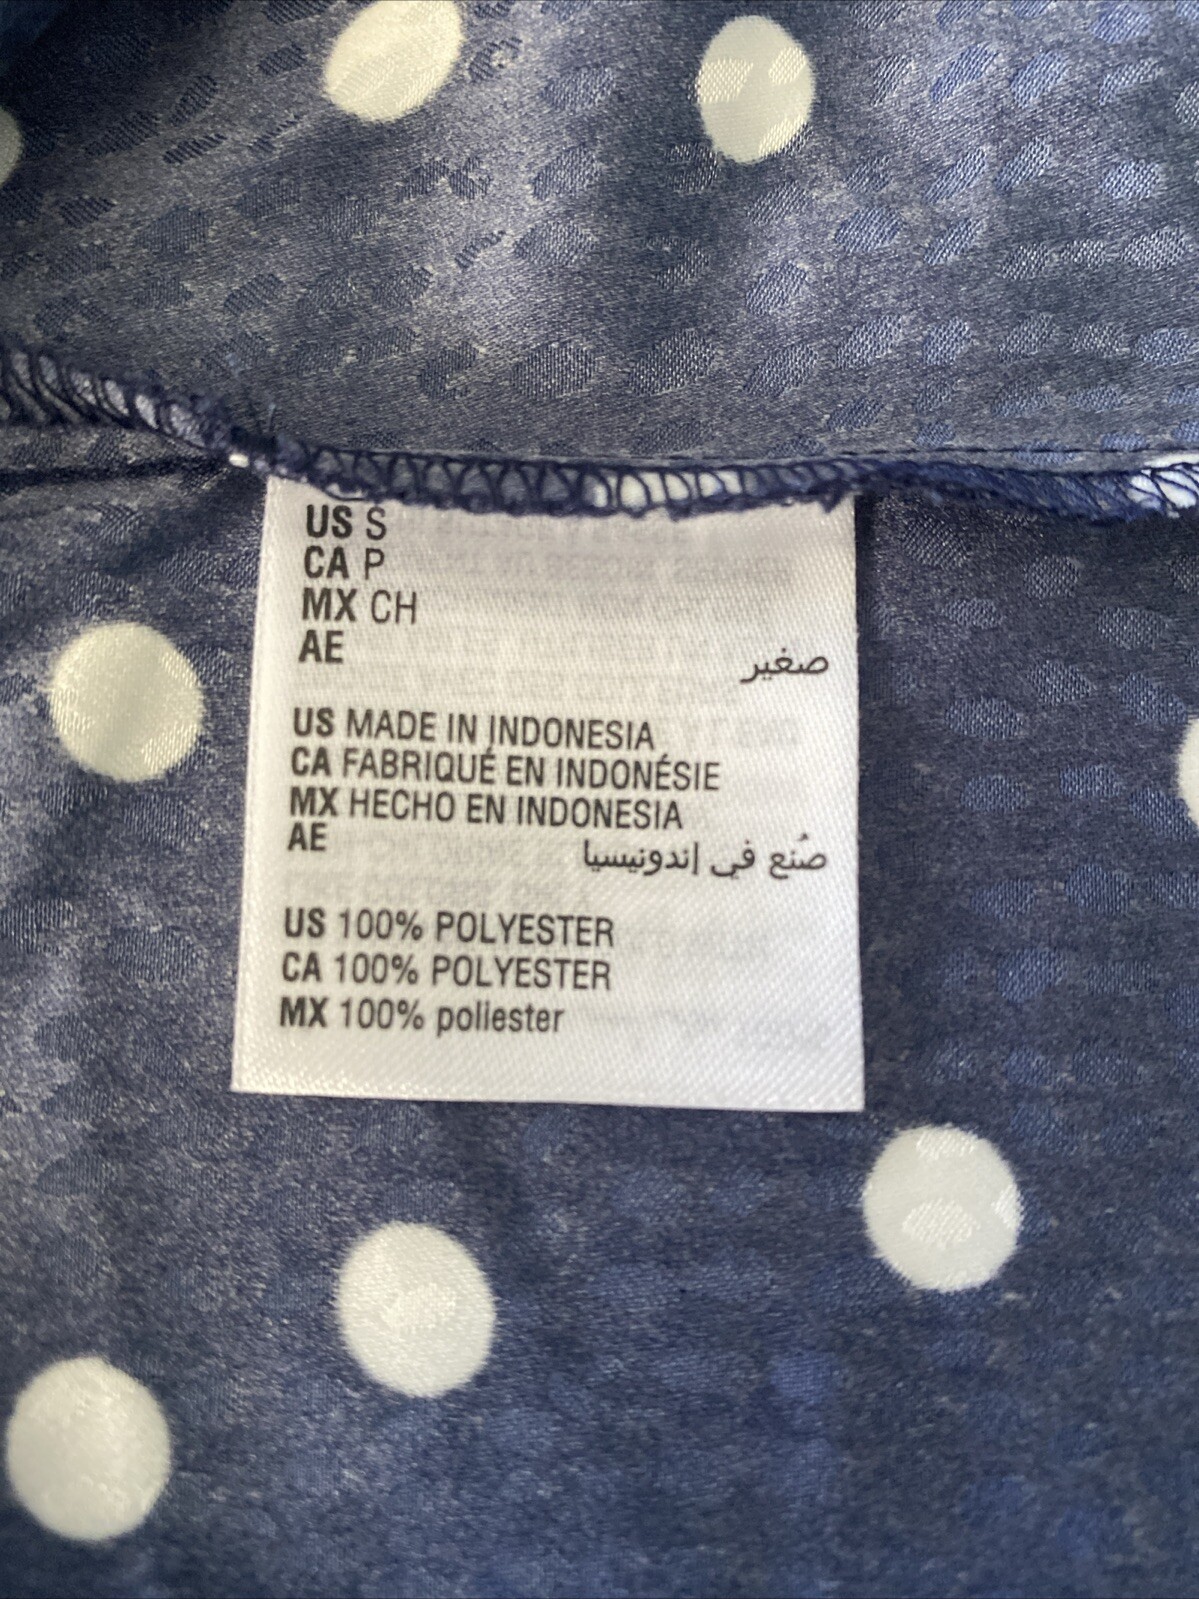 US S
CA P
MX CH
AE صغير
US MADE IN INDONESIA
CA FABRIQUÉ EN INDONÉSIE
MX HECHO EN INDONESIA
AE صُنع في إندونيسيا
US 100% POLYESTER
CA 100% POLYESTER
MX 100% poliester